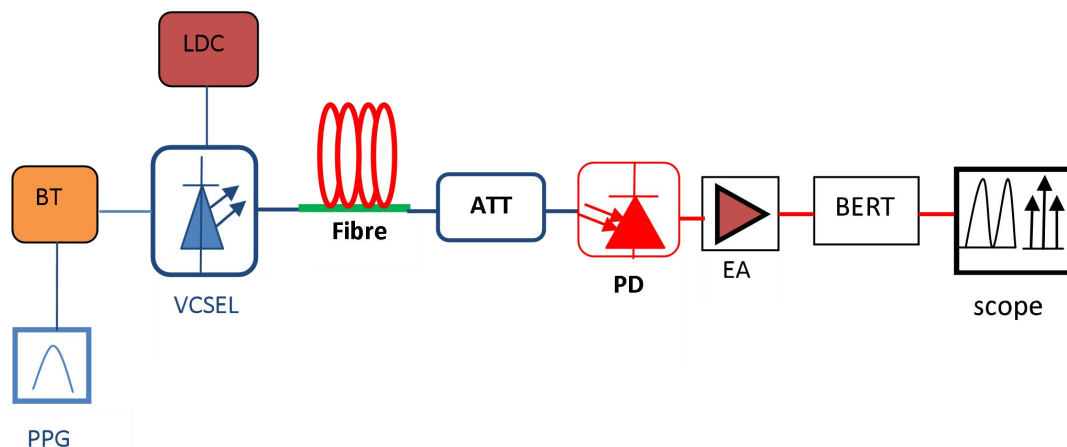 LDC
BT
VCSEL
PPG
Fibre
ATT
PD
EA
BERT
scope